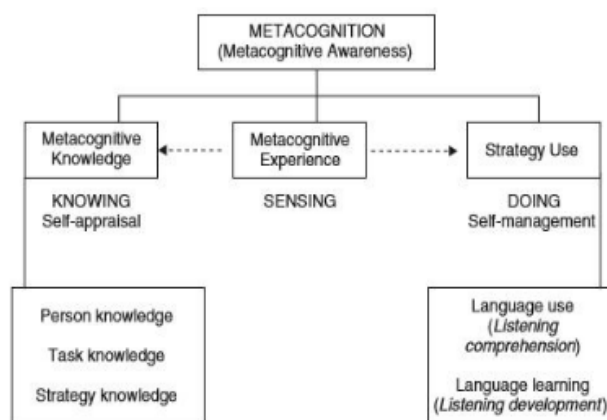 METACOGNITION
(Metacognitive Awareness)
Metacognitive
Knowledge
Metacognitive
Experience
Strategy Use
KNOWING
Self-appraisal
SENSING
DOING
Self-management
Person knowledge
Task knowledge
Strategy knowledge
Language use
(Listening
comprehension)
Language learning
(Listening development)